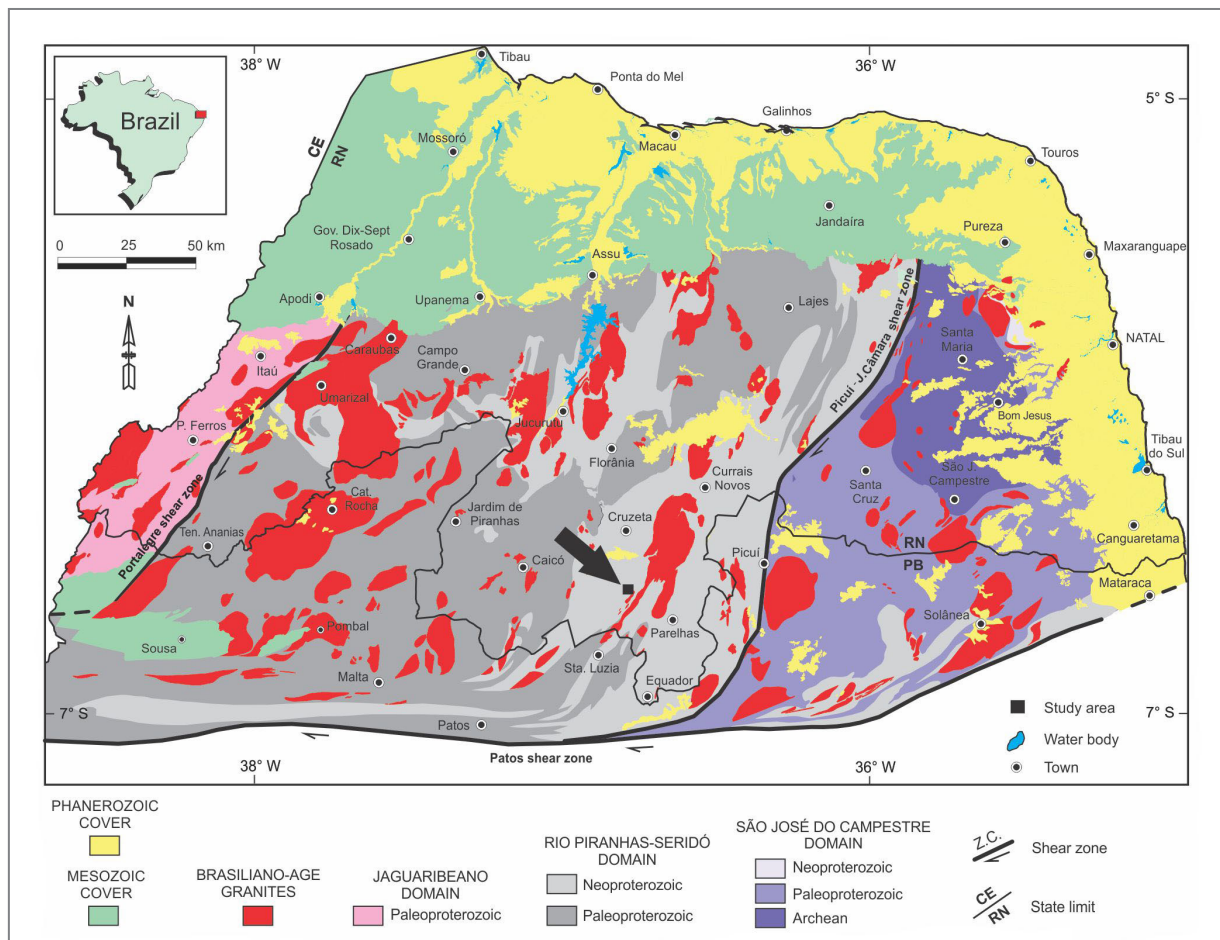 38° W
36° W
Tibau
Brazil
Ponta do Mel
5° S
Galinhos
CE
RN
Mossoró
Macau
Touros
0 25 50 km
Gov. Dix-Sept
Rosado
Jandaíra
Pureza
Maxaranguape
Assu
Apodi
Upanema
Lajes
N
Picuí - J.Câmara shear zone
Santa
Maria
NATAL
Caraubas
Campo
Grande
Itaú
Umarizal
Bom Jesus
Jucurutu
P. Ferros
Florânia
Tibau
do Sul
Currais
Novos
Santa
Cruz
São J.
Campestre
Portalegre shear zone
Cat.
Rocha
Jardim de
Piranhas
Cruzeta
Ten. Ananias
RN
PB
Canguaretama
Caicó
Picuí
Mataraca
Sousa
Pombal
Parelhas
Solânea
Sta. Luzia
Malta
Equador
7° S
Patos
Patos shear zone
7° S
Study area
Water body
Town
38° W
36° W
PHANEROZOIC
COVER
MESOZOIC
COVER
BRASILIANO-AGE
GRANITES
JAGUARIBEANO
DOMAIN
Paleoproterozoic
RIO PIRANHAS-SERIDÓ
DOMAIN
Neoproterozoic
Paleoproterozoic
SÃO JOSÉ DO CAMPESTRE
DOMAIN
Neoproterozoic
Paleoproterozoic
Archean
Z.C.
Shear zone
CE
RN
State limit